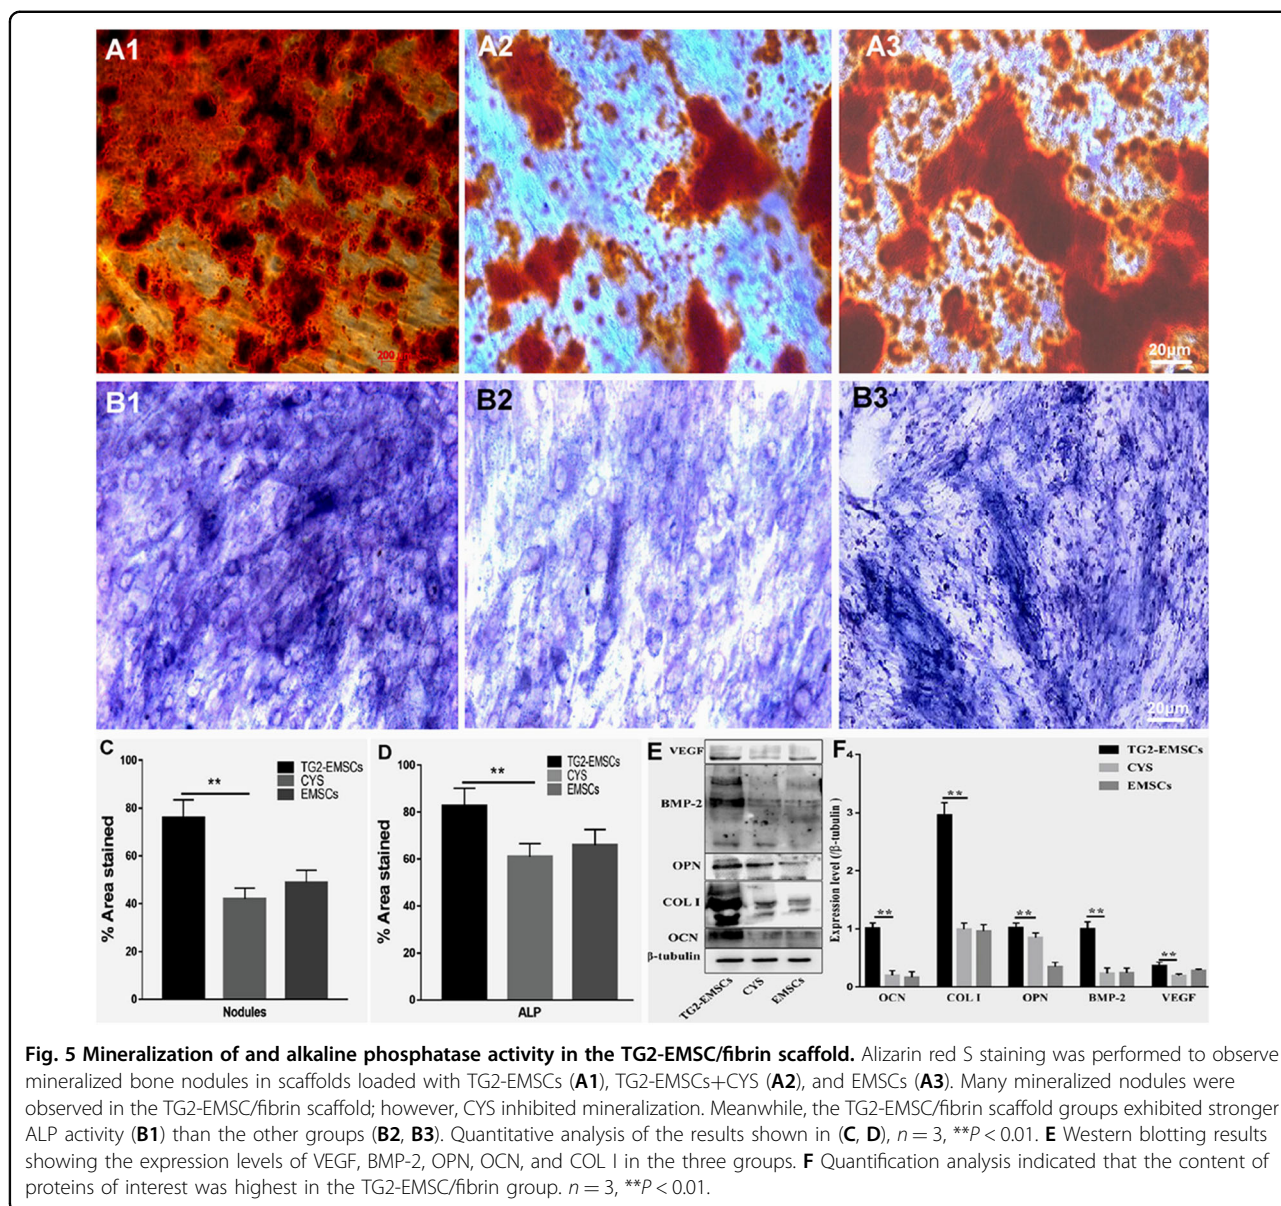 A1
A2
A3
200 µm
20µm
B1
B2
B3
20µm
C
100
80
60
40
20
0
% Area stained
**
TG2-EMSCs
CYS
EMSCs
Nodules
D
100
80
60
40
20
0
% Area stained
**
TG2-EMSCs
CYS
EMSCs
ALP
E
VEGF
BMP-2
OPN
COL I
OCN
β-tubulin
TG2-EMSCs
CYS
EMSCs
F
4
3
2
1
0
Expression level (/β-tubulin )
TG2-EMSCs
CYS
EMSCs
**
**
**
**
**
OCN
COL I
OPN
BMP-2
VEGF
Fig. 5 Mineralization of and alkaline phosphatase activity in the TG2-EMSC/fibrin scaffold. Alizarin red S staining was performed to observe
mineralized bone nodules in scaffolds loaded with TG2-EMSCs (A1), TG2-EMSCs+CYS (A2), and EMSCs (A3). Many mineralized nodules were
observed in the TG2-EMSC/fibrin scaffold; however, CYS inhibited mineralization. Meanwhile, the TG2-EMSC/fibrin scaffold groups exhibited stronger
ALP activity (B1) than the other groups (B2, B3). Quantitative analysis of the results shown in (C, D), n = 3, **P < 0.01. E Western blotting results
showing the expression levels of VEGF, BMP-2, OPN, OCN, and COL I in the three groups. F Quantification analysis indicated that the content of
proteins of interest was highest in the TG2-EMSC/fibrin group. n = 3, **P < 0.01.